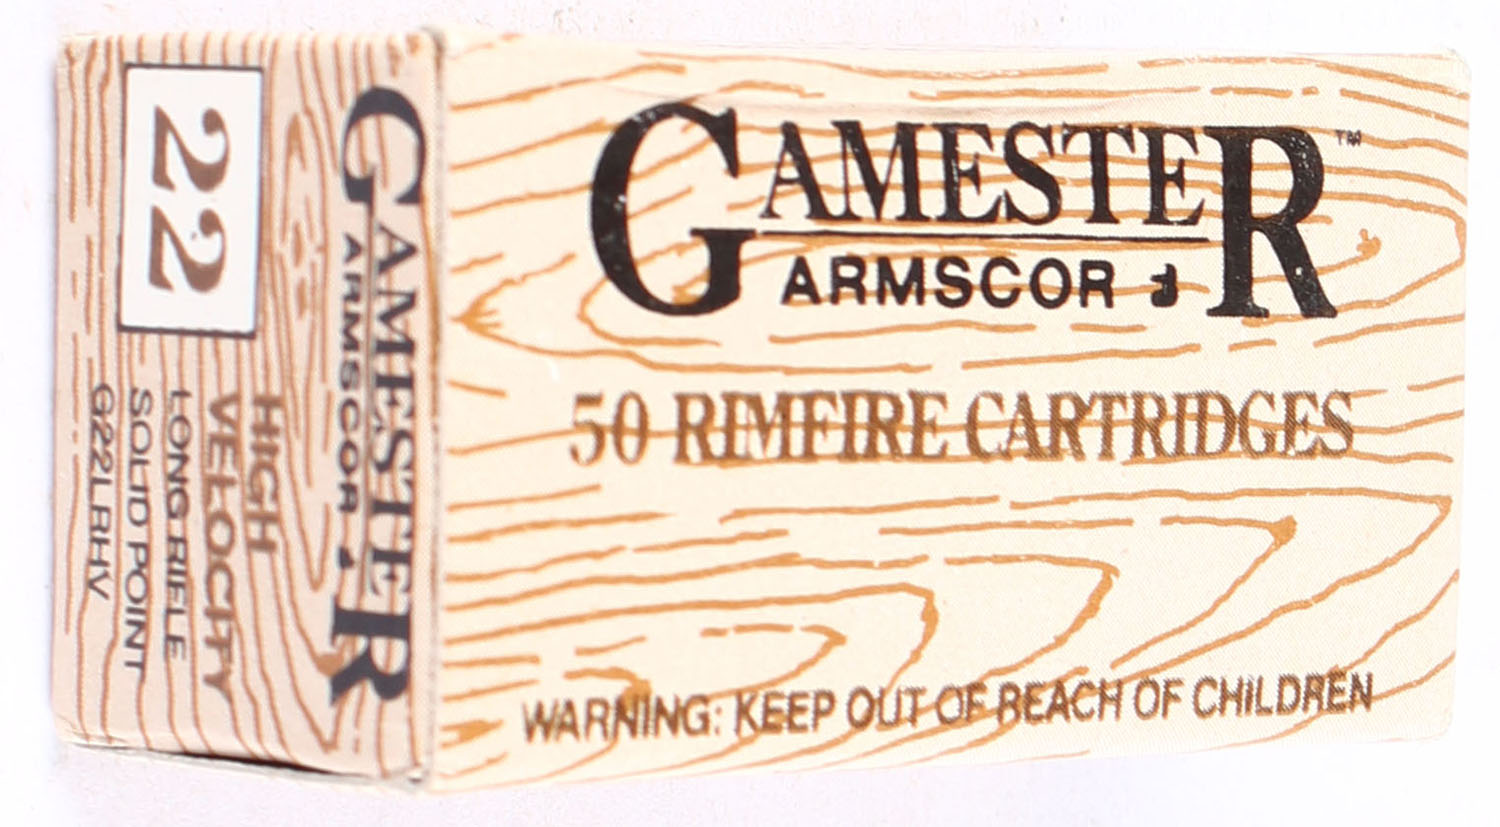 GAMESTER™
ARMSCOR
50 RIMFIRE CARTRIDGES
WARNING: KEEP OUT OF REACH OF CHILDREN
GAMESTER
ARMSCOR
22
HIGH
VELOCITY
LONG RIFLE
SOLID POINT
G22LRHV